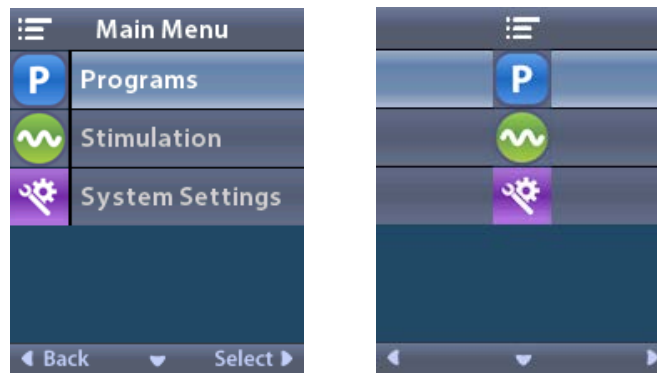 Main Menu
P Programs
Stimulation
System Settings
Back Select
P